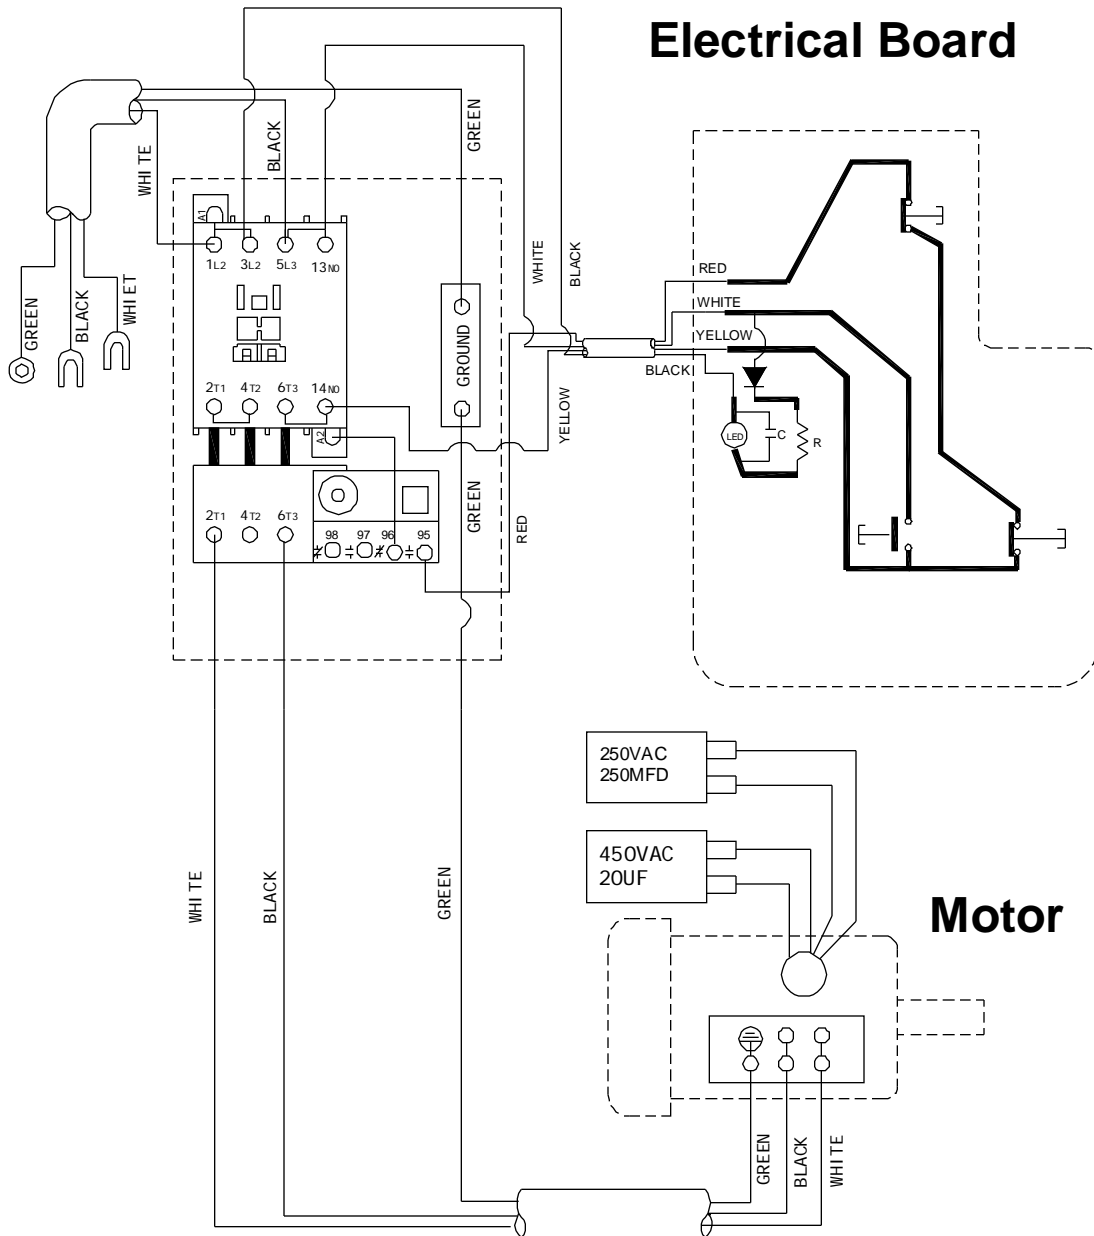 Electrical Board
GREEN
BLACK
WHITE
A1
1L2
3L2
5L3
13NO
WHITE
BLACK
RED
WHITE
YELLOW
BLACK
GREEN
BLACK
WHIET
GROUND
2T1
4T2
6T3
14NO
A2
YELLOW
LED
C
R
GREEN
RED
2T1
4T2
6T3
98
97
96
95
250VAC
250MFD
450VAC
20UF
WHITE
BLACK
GREEN
Motor
GREEN
BLACK
WHITE